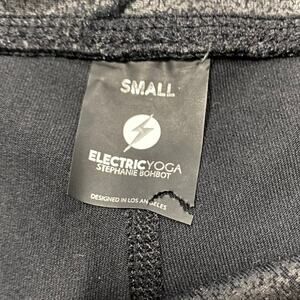 SMALL
ELECTRICYOGA
STEPHANIE BOHBOT
DESIGNED IN LOS ANGELES